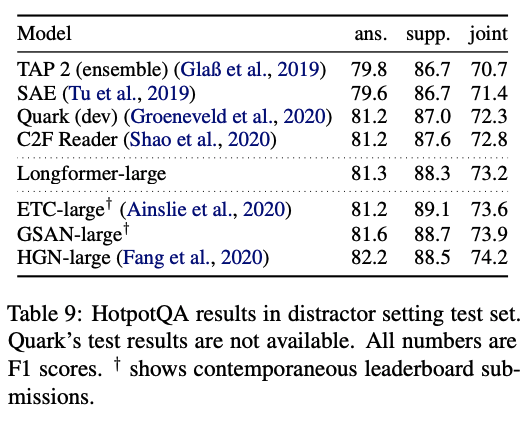 Model ans. supp. joint
TAP 2 (ensemble) (Glaß et al., 2019) 79.8 86.7 70.7
SAE (Tu et al., 2019) 79.6 86.7 71.4
Quark (dev) (Groeneveld et al., 2020) 81.2 87.0 72.3
C2F Reader (Shao et al., 2020) 81.2 87.6 72.8
Longformer-large 81.3 88.3 73.2
ETC-large† (Ainslie et al., 2020) 81.2 89.1 73.6
GSAN-large† 81.6 88.7 73.9
HGN-large (Fang et al., 2020) 82.2 88.5 74.2
Table 9: HotpotQA results in distractor setting test set.
Quark's test results are not available. All numbers are
F1 scores. † shows contemporaneous leaderboard sub-
missions.